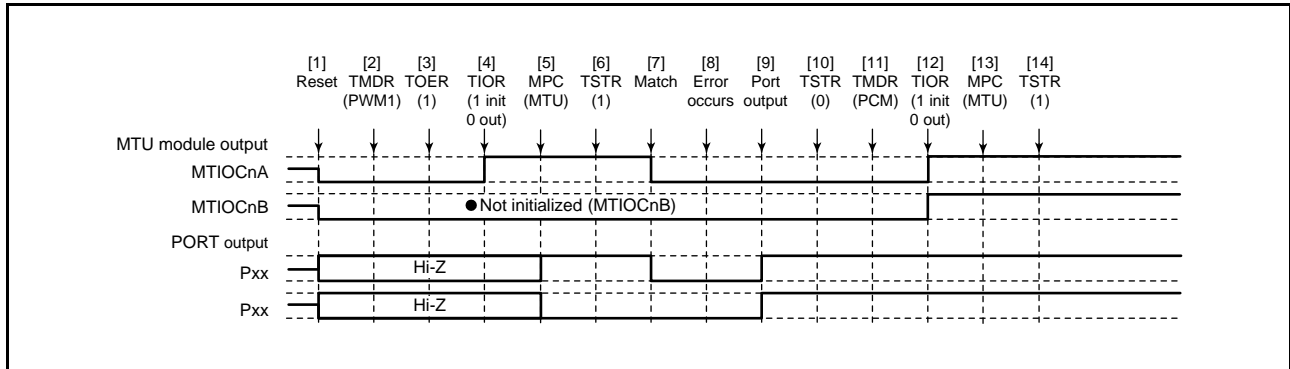 [1] [2] [3] [4] [5] [6] [7] [8] [9] [10] [11] [12] [13] [14]
Reset TMDR TOER TIOR MPC TSTR Match Error Port TSTR TMDR TIOR MPC TSTR
(PWM1) (1) (1 init (MTU) (1) occurs output (0) (PCM) (1 init (MTU) (1)
0 out) 0 out)
MTU module output
MTIOCnA
MTIOCnB ●Not initialized (MTIOCnB)
PORT output
Pxx Hi-Z
Pxx Hi-Z